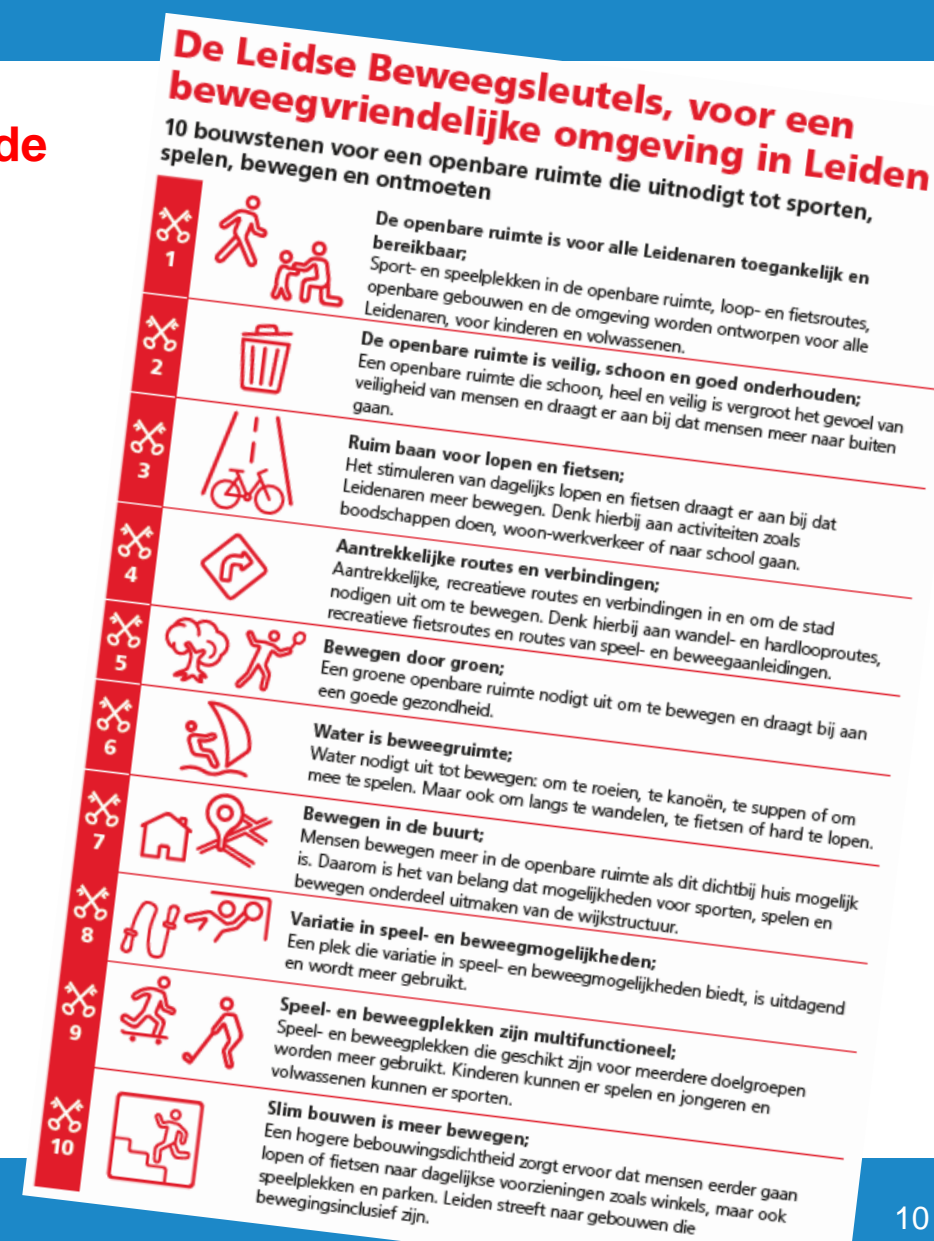 de
De Leidse Beweegsleutels, voor een
beweegvriendelijke omgeving in Leiden
10 bouwstenen voor een openbare ruimte die uitnodigt tot sporten,
spelen, bewegen en ontmoeten
1
De openbare ruimte is voor alle Leidenaren toegankelijk en
bereikbaar;
Sport- en speelplekken in de openbare ruimte, loop- en fietsroutes,
openbare gebouwen en de omgeving worden ontworpen voor alle
Leidenaren, voor kinderen en volwassenen.
2
De openbare ruimte is veilig, schoon en goed onderhouden;
Een openbare ruimte die schoon, heel en veilig is vergroot het gevoel van
veiligheid van mensen en draagt er aan bij dat mensen meer naar buiten
gaan.
3
Ruim baan voor lopen en fietsen;
Het stimuleren van dagelijks lopen en fietsen draagt er aan bij dat
Leidenaren meer bewegen. Denk hierbij aan activiteiten zoals
boodschappen doen, woon-werkverkeer of naar school gaan.
4
Aantrekkelijke routes en verbindingen;
Aantrekkelijke, recreatieve routes en verbindingen in en om de stad
nodigen uit om te bewegen. Denk hierbij aan wandel- en hardlooproutes,
recreatieve fietsroutes en routes van speel- en beweegaanleidingen.
5
Bewegen door groen;
Een groene openbare ruimte nodigt uit om te bewegen en draagt bij aan
een goede gezondheid.
6
Water is beweegruimte;
Water nodigt uit tot bewegen: om te roeien, te kanoën, te suppen of om
mee te spelen. Maar ook om langs te wandelen, te fietsen of hard te lopen.
7
Bewegen in de buurt;
Mensen bewegen meer in de openbare ruimte als dit dichtbij huis mogelijk
is. Daarom is het van belang dat mogelijkheden voor sporten, spelen en
bewegen onderdeel uitmaken van de wijkstructuur.
8
Variatie in speel- en beweegmogelijkheden;
Een plek die variatie in speel- en beweegmogelijkheden biedt, is uitdagend
en wordt meer gebruikt.
9
Speel- en beweegplekken zijn multifunctioneel;
Speel- en beweegplekken die geschikt zijn voor meerdere doelgroepen
worden meer gebruikt. Kinderen kunnen er spelen en jongeren en
volwassenen kunnen er sporten.
10
Slim bouwen is meer bewegen;
Een hogere bebouwingsdichtheid zorgt ervoor dat mensen eerder gaan
lopen of fietsen naar dagelijkse voorzieningen zoals winkels, maar ook
speelplekken en parken. Leiden streeft naar gebouwen die
bewegingsinclusief zijn.
10